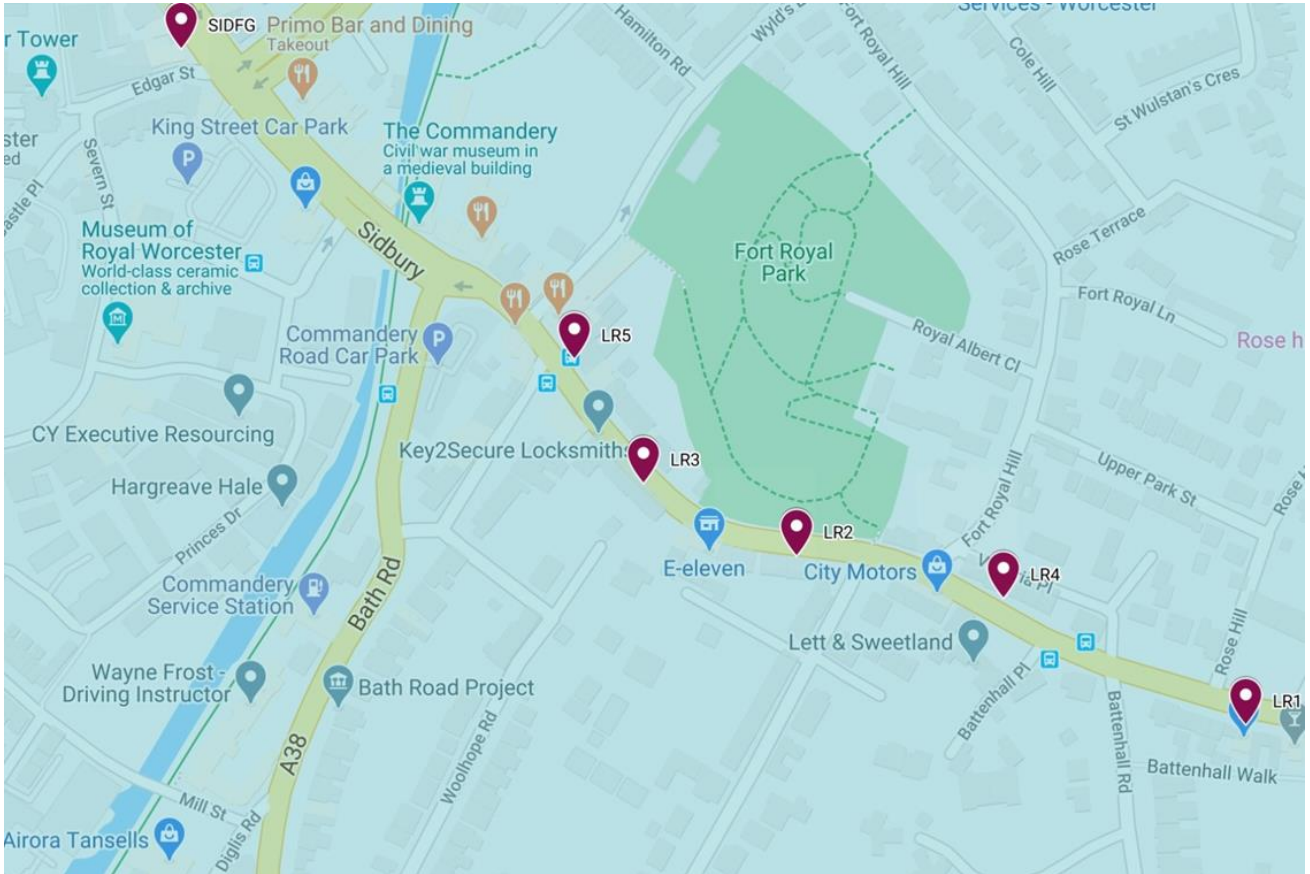 Services - Worcester
SIDFG
Primo Bar and Dining
Takeout
Hamilton Rd
Fort Royal Hill
Cole Hill
r Tower
Edgar St
St Wulstan's Cres
King Street Car Park
P
The Commandery
Civil war museum in
a medieval building
ster
ed
Severn St
Museum of
Royal Worcester
World-class ceramic
collection & archive
Sidbury
Fort Royal
Park
Rose Terrace
Fort Royal Ln
Commandery
Road Car Park
P
LR5
Royal Albert Cl
Rose h
CY Executive Resourcing
Key2Secure Locksmiths
LR3
Hargreave Hale
Princes Dr
Upper Park St
Fort Royal Hill
E-eleven
LR2
City Motors
LR4
Commandery
Service Station
Bath Rd
Lett & Sweetland
Rose Hill
Wayne Frost -
Driving Instructor
Bath Road Project
Battenhall Pl
LR1
A38
Woolhope Rd
Battenhall Rd
Battenhall Walk
Mill St
Diglis Rd
Airora Tansells